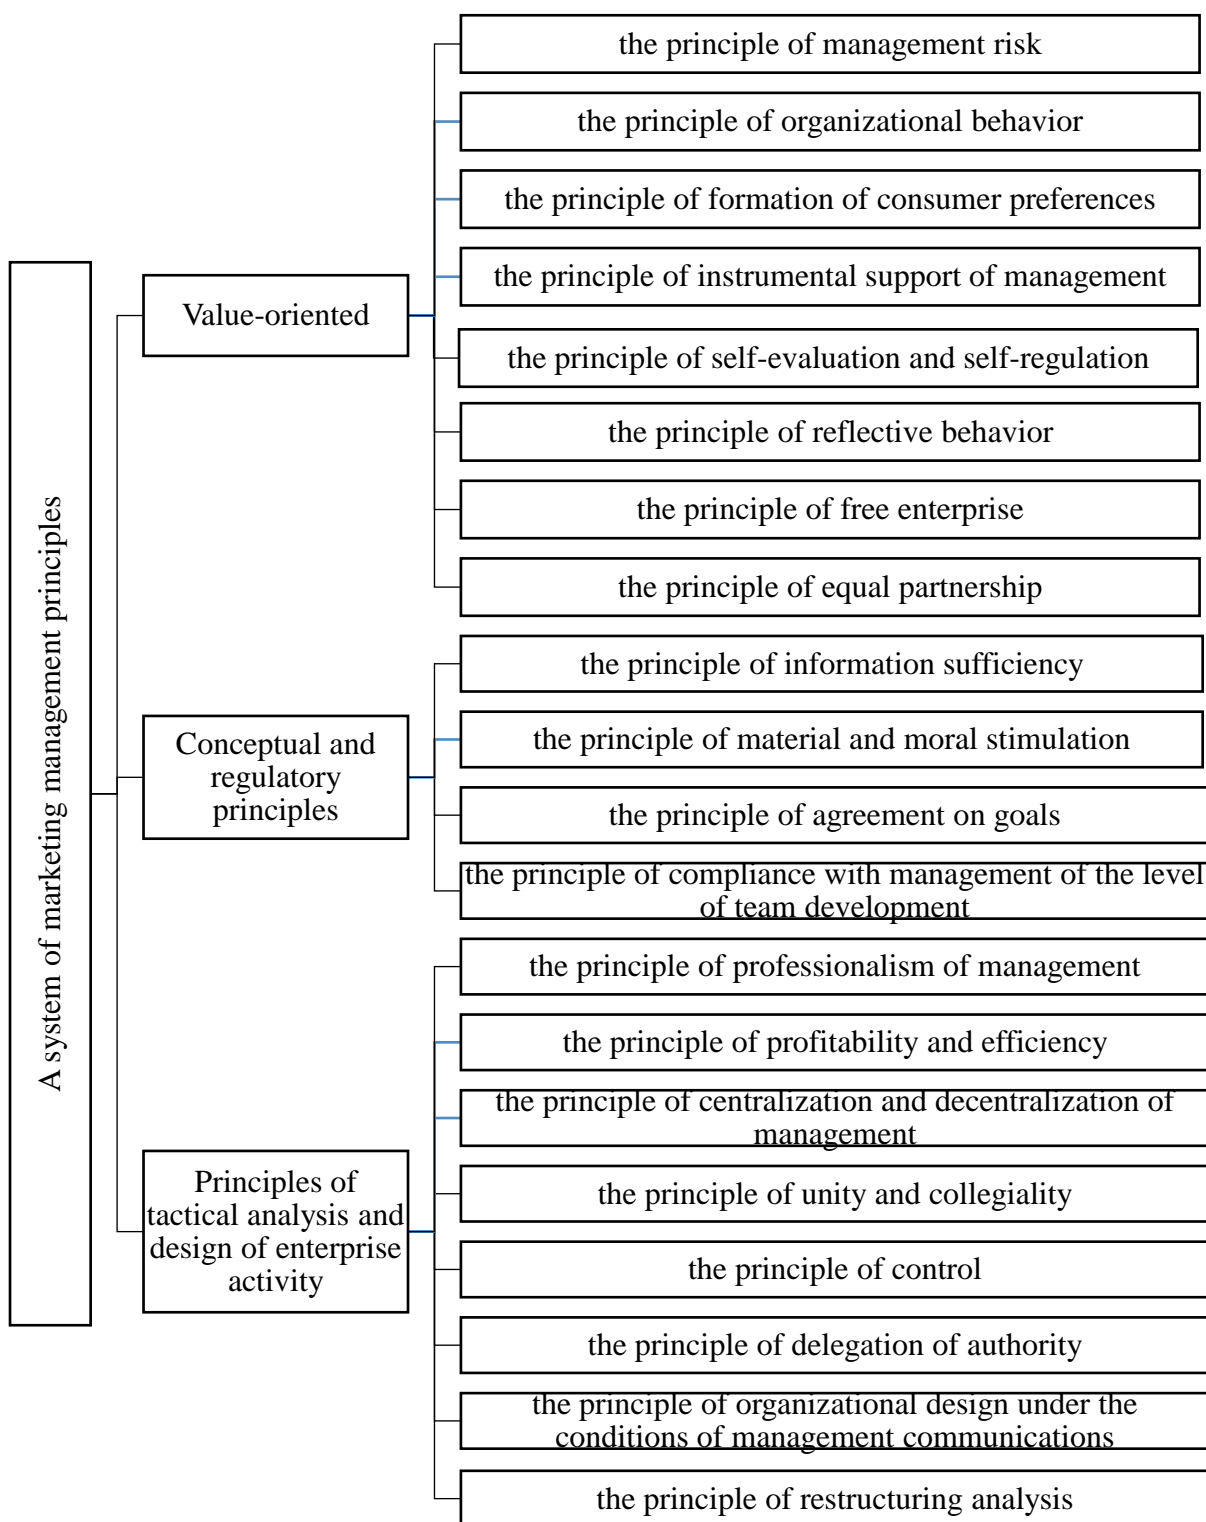 A system of marketing management principles
Value-oriented
the principle of management risk
the principle of organizational behavior
the principle of formation of consumer preferences
the principle of instrumental support of management
the principle of self-evaluation and self-regulation
the principle of reflective behavior
the principle of free enterprise
the principle of equal partnership
Conceptual and
regulatory
principles
the principle of information sufficiency
the principle of material and moral stimulation
the principle of agreement on goals
the principle of compliance with management of the level
of team development
Principles of
tactical analysis and
design of enterprise
activity
the principle of professionalism of management
the principle of profitability and efficiency
the principle of centralization and decentralization of
management
the principle of unity and collegiality
the principle of control
the principle of delegation of authority
the principle of organizational design under the
conditions of management communications
the principle of restructuring analysis